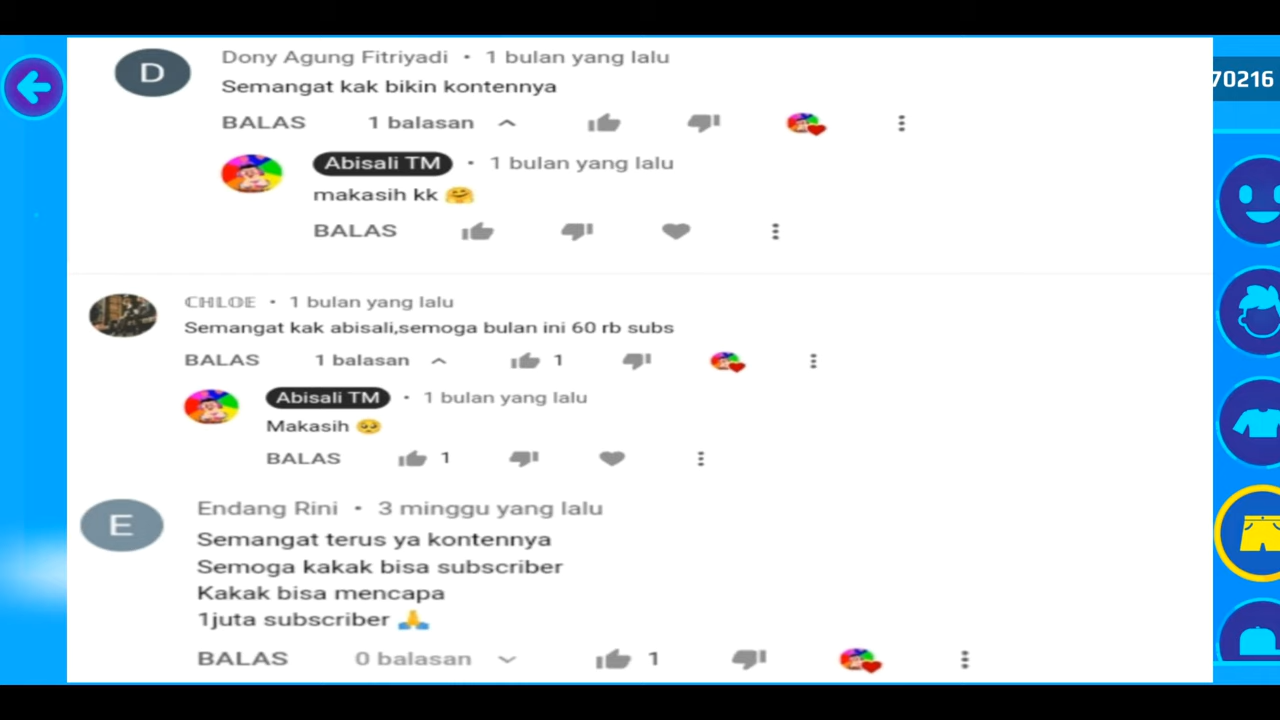 Dony Agung Fitriyadi • 1 bulan yang lalu
70216
D
Semangat kak bikin kontennya
BALAS 1 balasan
Abisali TM • 1 bulan yang lalu
makasih kk 🤗
BALAS
ℂℍ𝕃𝕆𝔼 • 1 bulan yang lalu
Semangat kak abisali,semoga bulan ini 60 rb subs
BALAS 1 balasan 1
Abisali TM • 1 bulan yang lalu
Makasih 🥺
BALAS 1
Endang Rini • 3 minggu yang lalu
E
Semangat terus ya kontennya
Semoga kakak bisa subscriber
Kakak bisa mencapa
1juta subscriber 🙏
BALAS 0 balasan 1